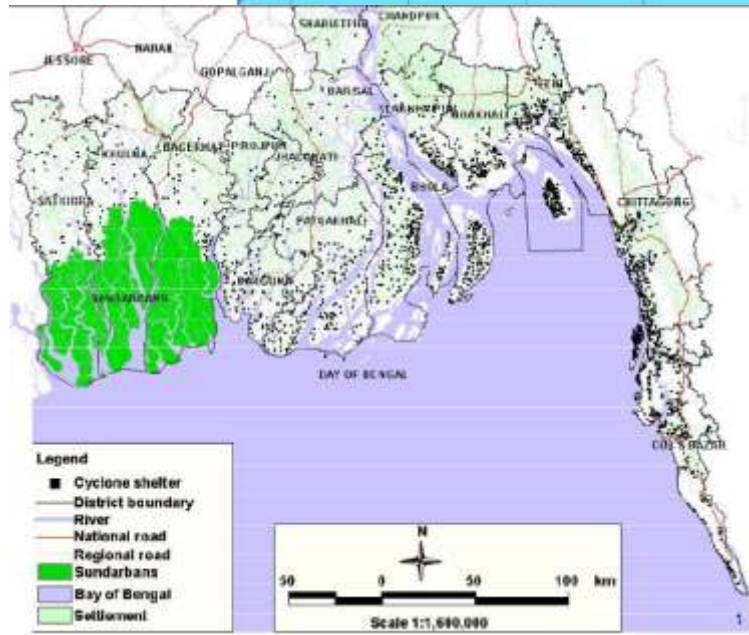 SHARIATPUR
CHANDPUR
NARAIL
JESSORE
GOPALGANJ
BARISAL
FENI
NOAKHALI
KHULNA
BAGERHAT PIROJPUR
JHALOKATI
BHOLA
SATKHIRA
CHITTAGONG
PATUAKHALI
BARGUNA
SUNDARBANS
BAY OF BENGAL
COX'S BAZAR
Legend
Cyclone shelter
District boundary
River
National road
Regional road
Sundarbans
Bay of Bengal
Settlement
N
50 0 50 100 km
Scale 1:1,600,000
1